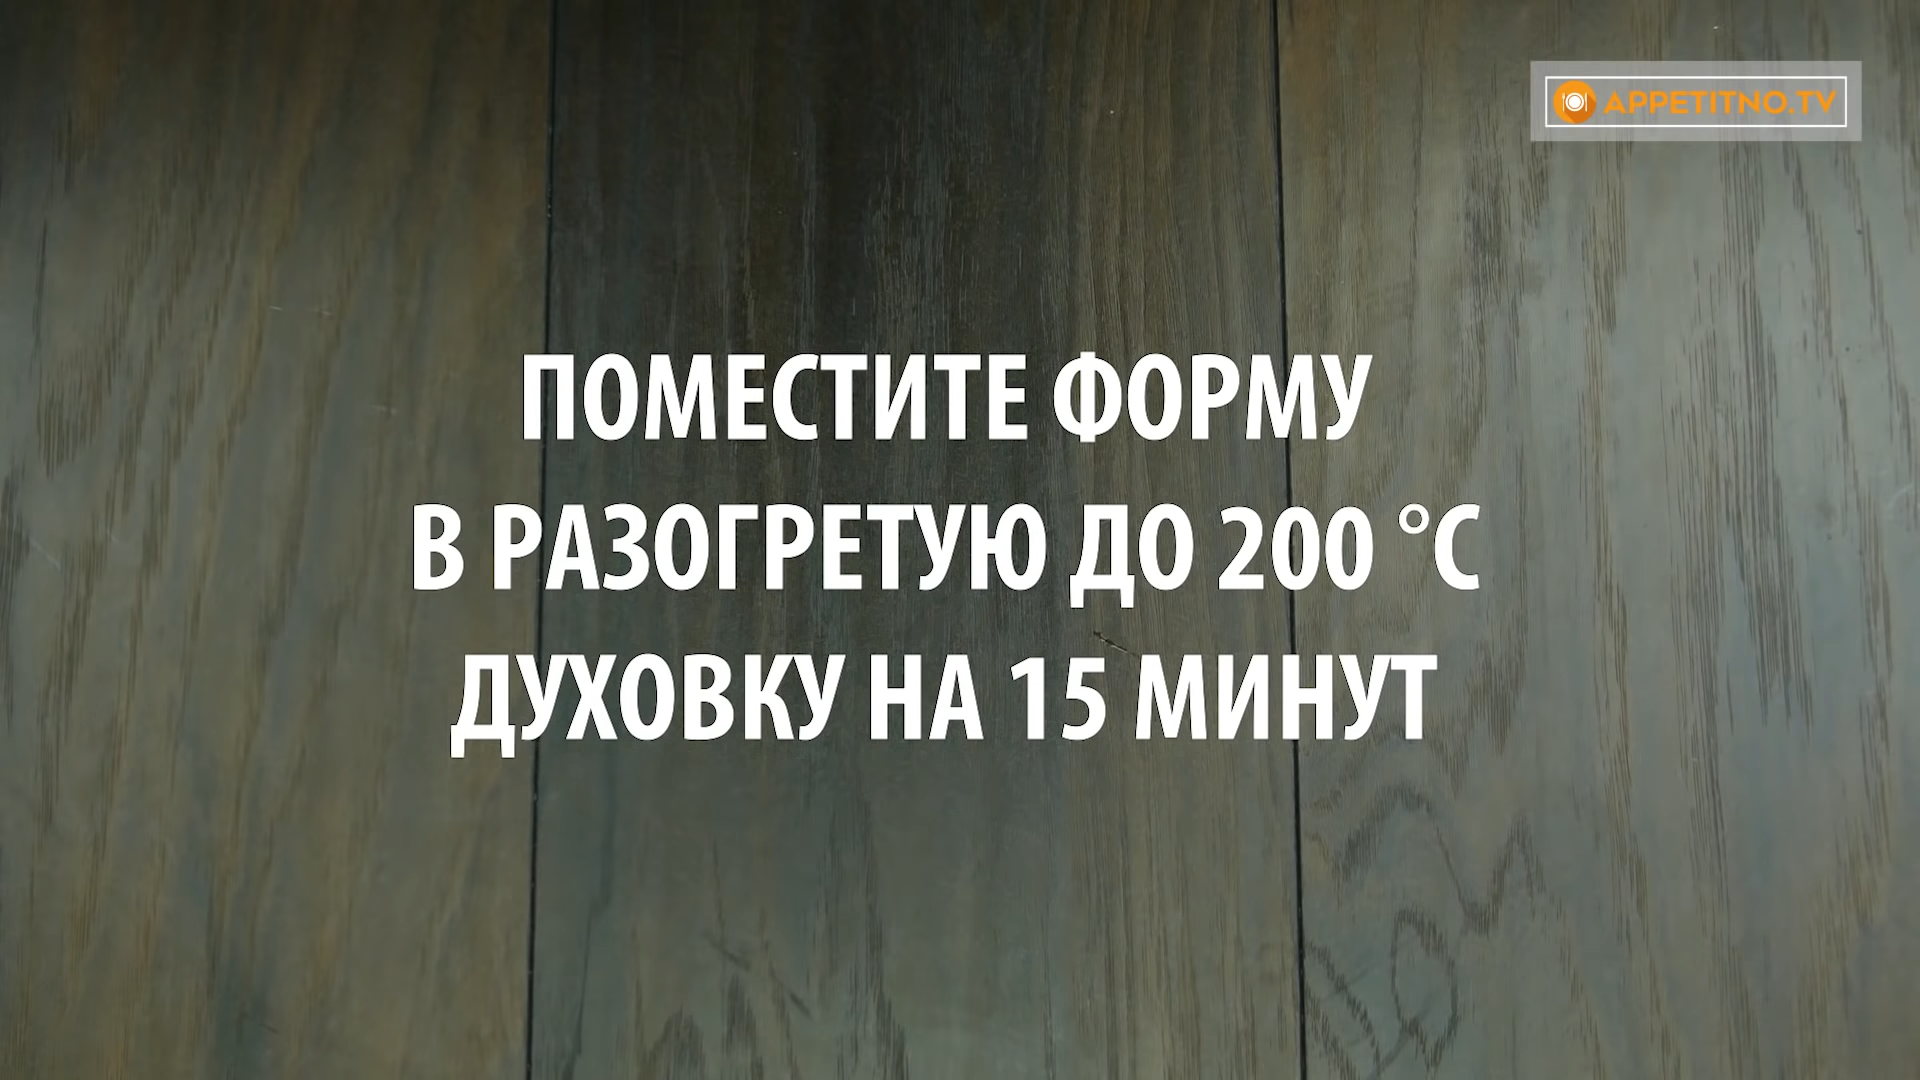 APPETITNO.TV
ПОМЕСТИТЕ ФОРМУ
В РАЗОГРЕТУЮ ДО 200 °C
ДУХОВКУ НА 15 МИНУТ